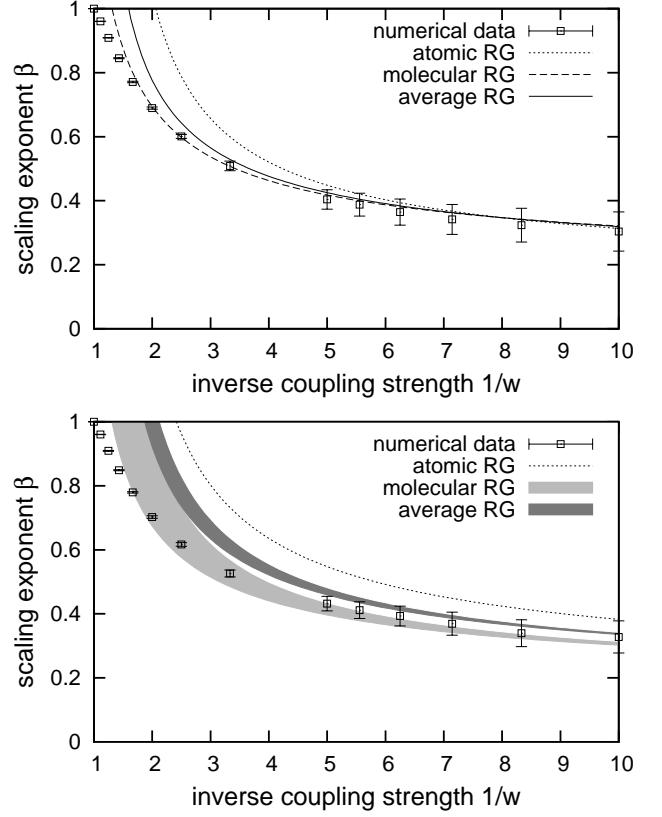 scaling exponent β
1
0.8
0.6
0.4
0.2
0
numerical data
atomic RG
molecular RG
average RG
1 2 3 4 5 6 7 8 9 10
inverse coupling strength 1/w
scaling exponent β
1
0.8
0.6
0.4
0.2
0
numerical data
atomic RG
molecular RG
average RG
1 2 3 4 5 6 7 8 9 10
inverse coupling strength 1/w